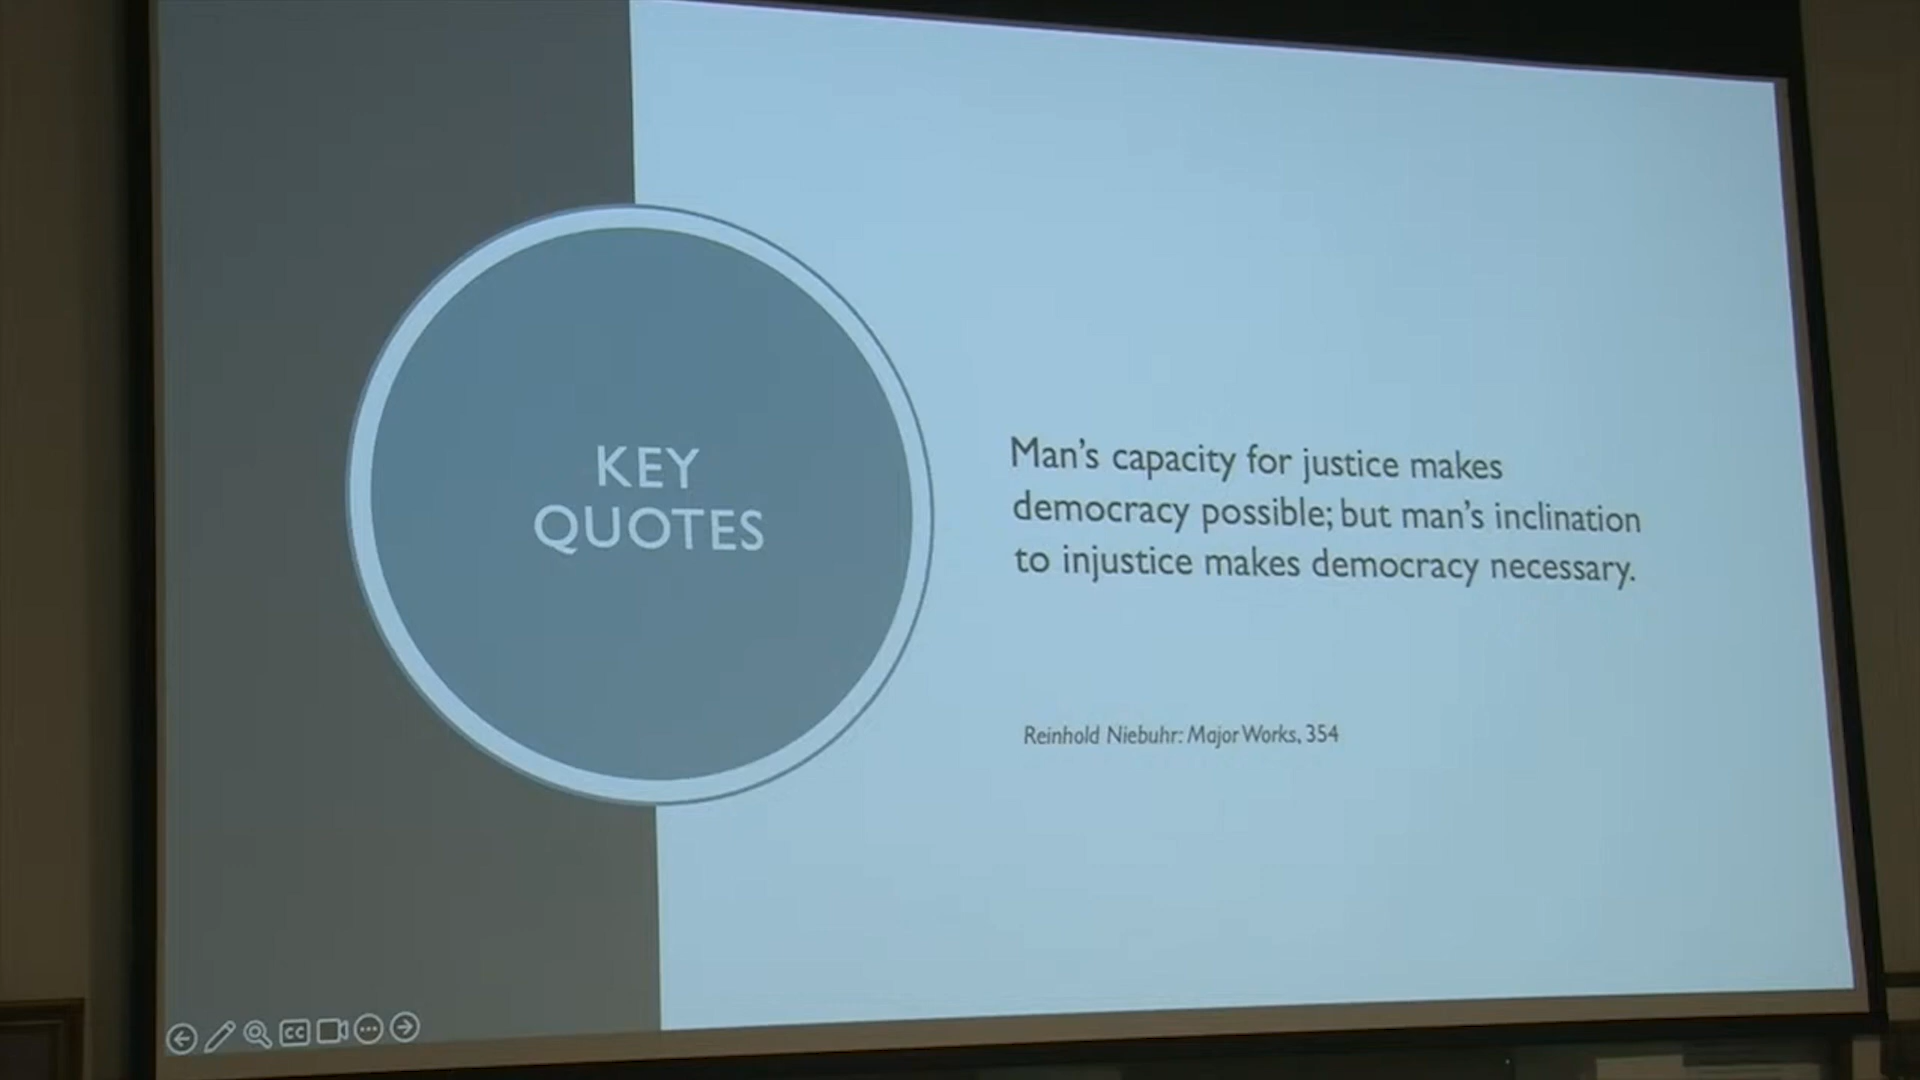 KEY
QUOTES
Man's capacity for justice makes
democracy possible; but man's inclination
to injustice makes democracy necessary.
Reinhold Niebuhr: Major Works, 354
CC